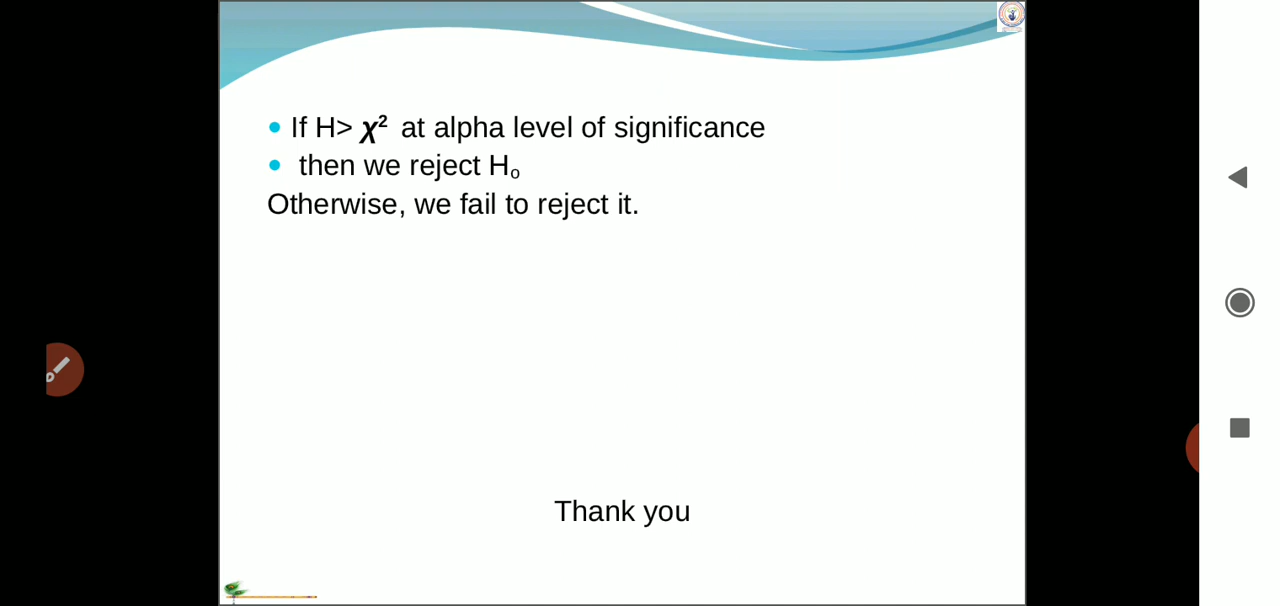 If H> χ² at alpha level of significance
then we reject H₀
Otherwise, we fail to reject it.
Thank you